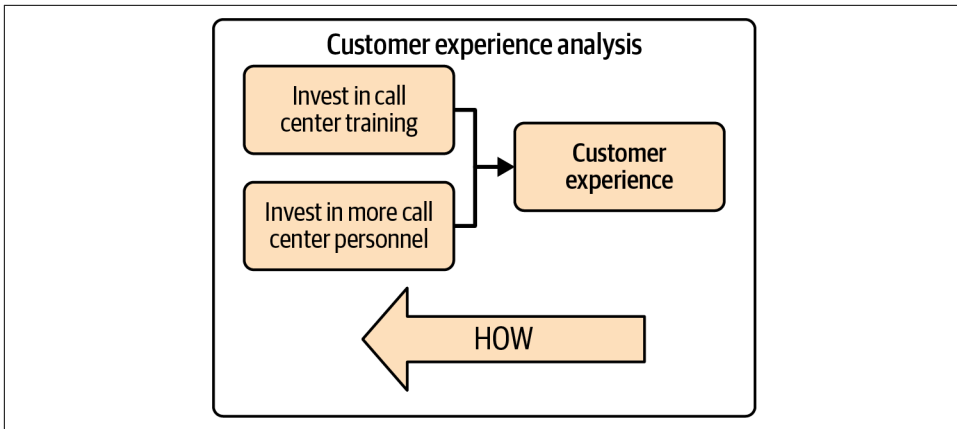 Customer experience analysis
Invest in call
center training
Customer
experience
Invest in more call
center personnel
HOW